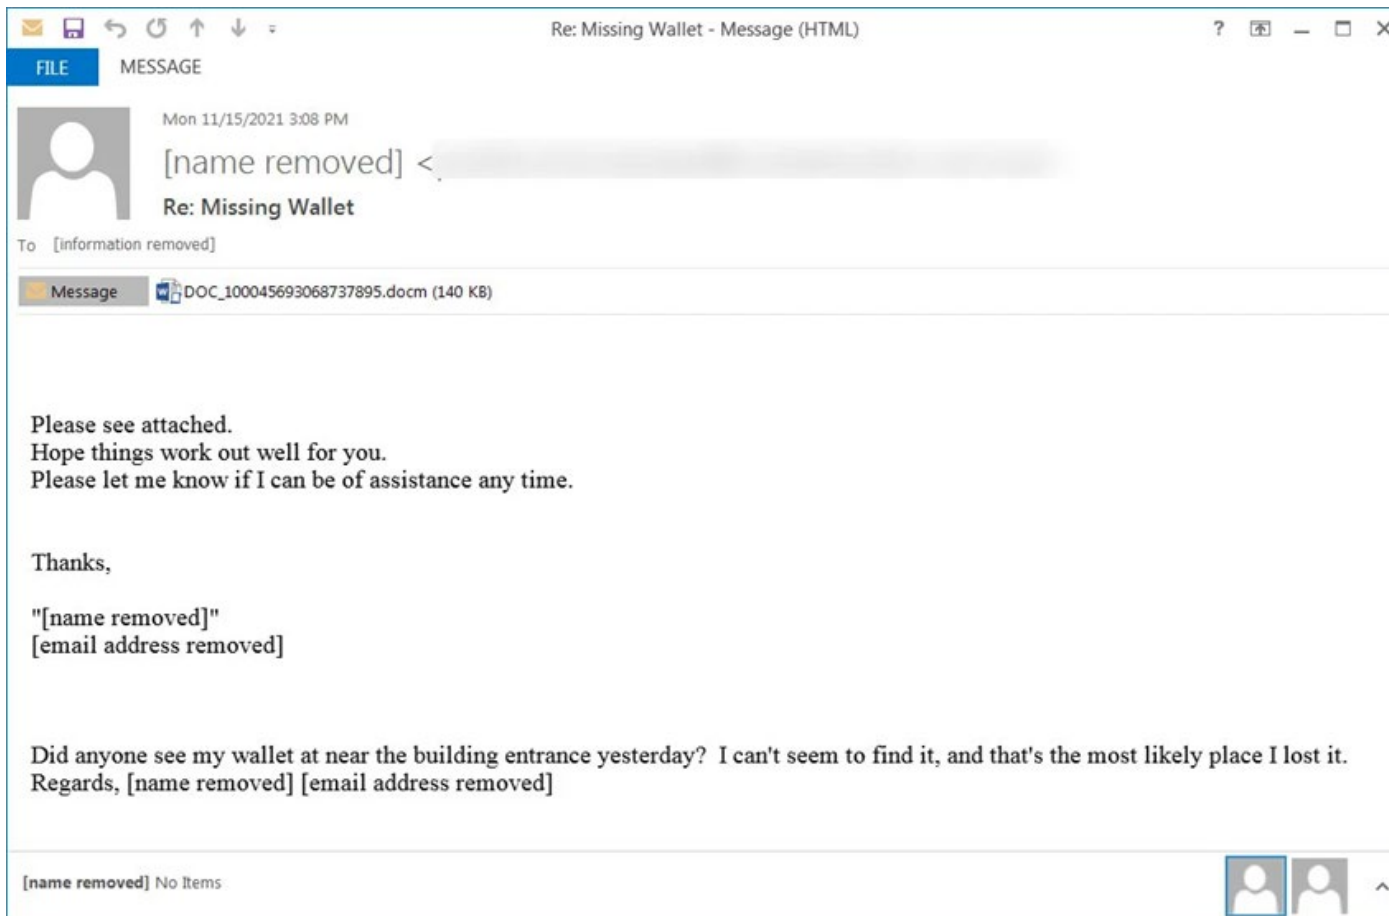 Re: Missing Wallet - Message (HTML)
?
FILE MESSAGE
Mon 11/15/2021 3:08 PM
[name removed] <
Re: Missing Wallet
To [information removed]
Message DOC_100045693068737895.docm (140 KB)
Please see attached.
Hope things work out well for you.
Please let me know if I can be of assistance any time.
Thanks,
"[name removed]"
[email address removed]
Did anyone see my wallet at near the building entrance yesterday?  I can't seem to find it, and that's the most likely place I lost it.
Regards, [name removed] [email address removed]
[name removed] No Items